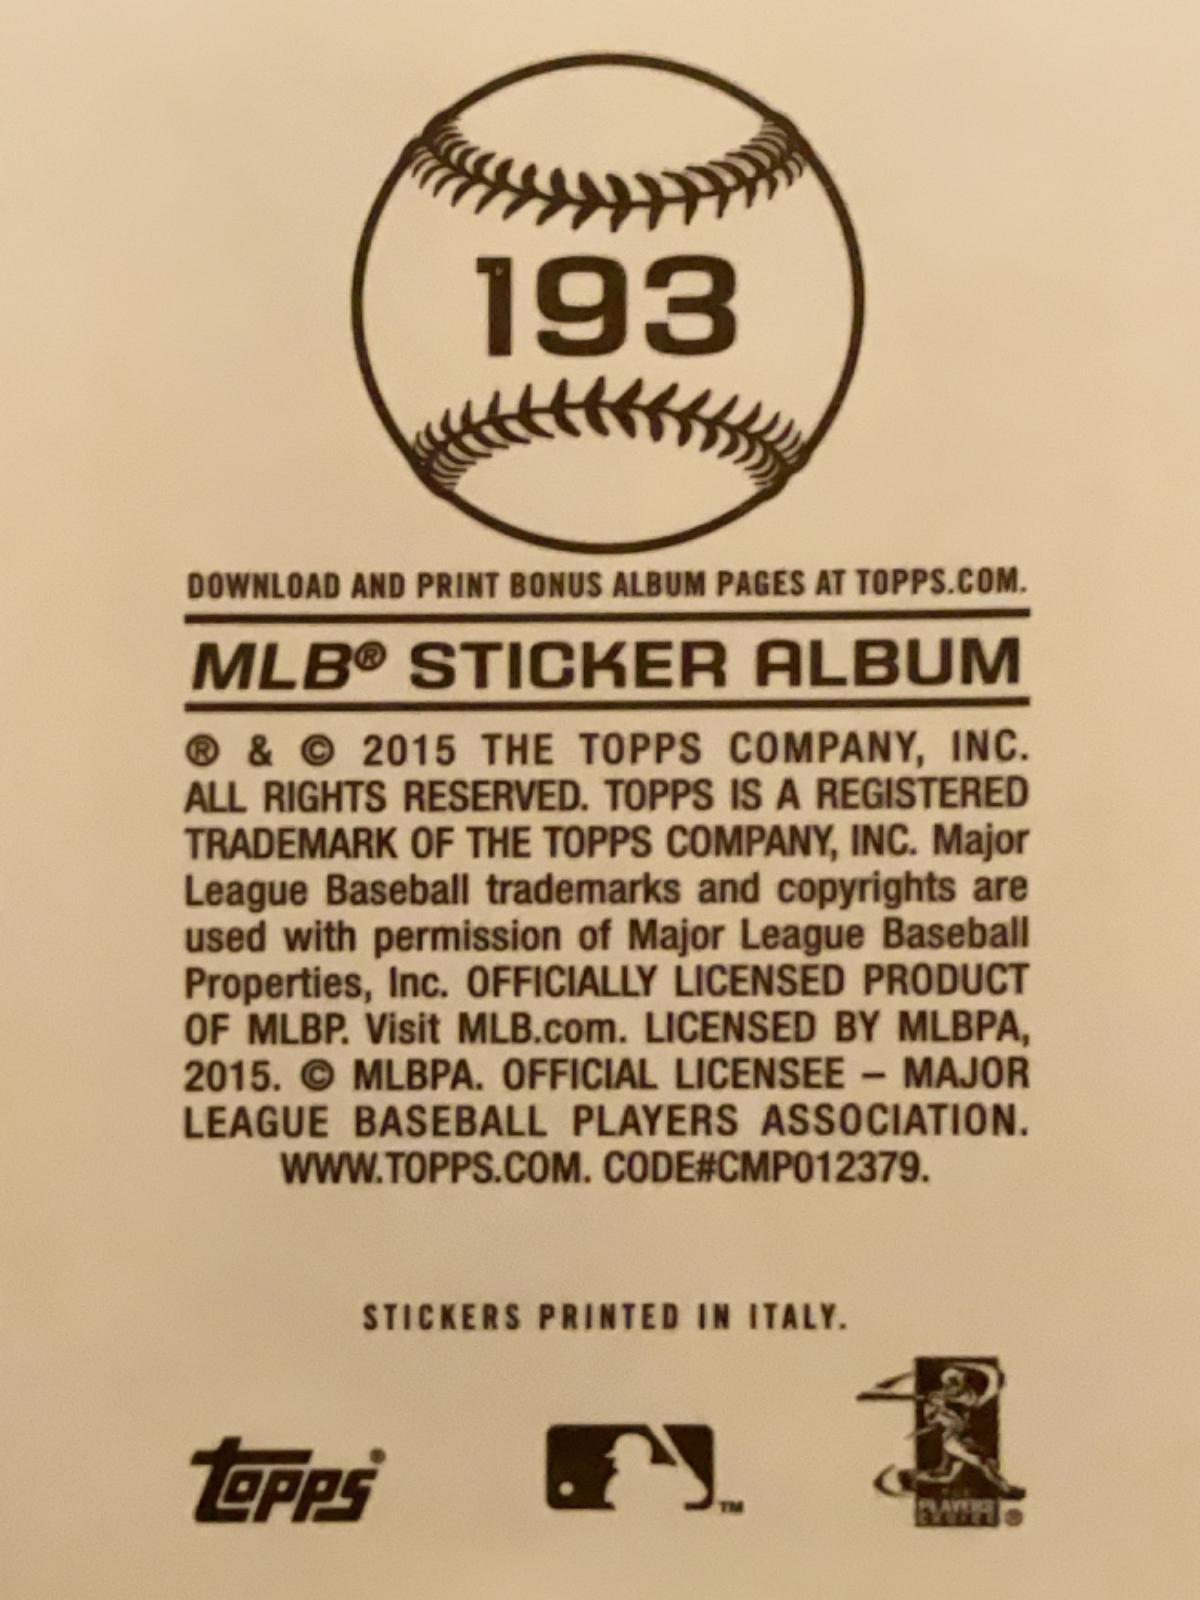 193
DOWNLOAD AND PRINT BONUS ALBUM PAGES AT TOPPS.COM.
MLB® STICKER ALBUM
® & © 2015 THE TOPPS COMPANY, INC.
ALL RIGHTS RESERVED. TOPPS IS A REGISTERED
TRADEMARK OF THE TOPPS COMPANY, INC. Major
League Baseball trademarks and copyrights are
used with permission of Major League Baseball
Properties, Inc. OFFICIALLY LICENSED PRODUCT
OF MLBP. Visit MLB.com. LICENSED BY MLBPA,
2015. © MLBPA. OFFICIAL LICENSEE – MAJOR
LEAGUE BASEBALL PLAYERS ASSOCIATION.
WWW.TOPPS.COM. CODE#CMP012379.
STICKERS PRINTED IN ITALY.
Topps®
™
PLAYERS
CHOICE ®